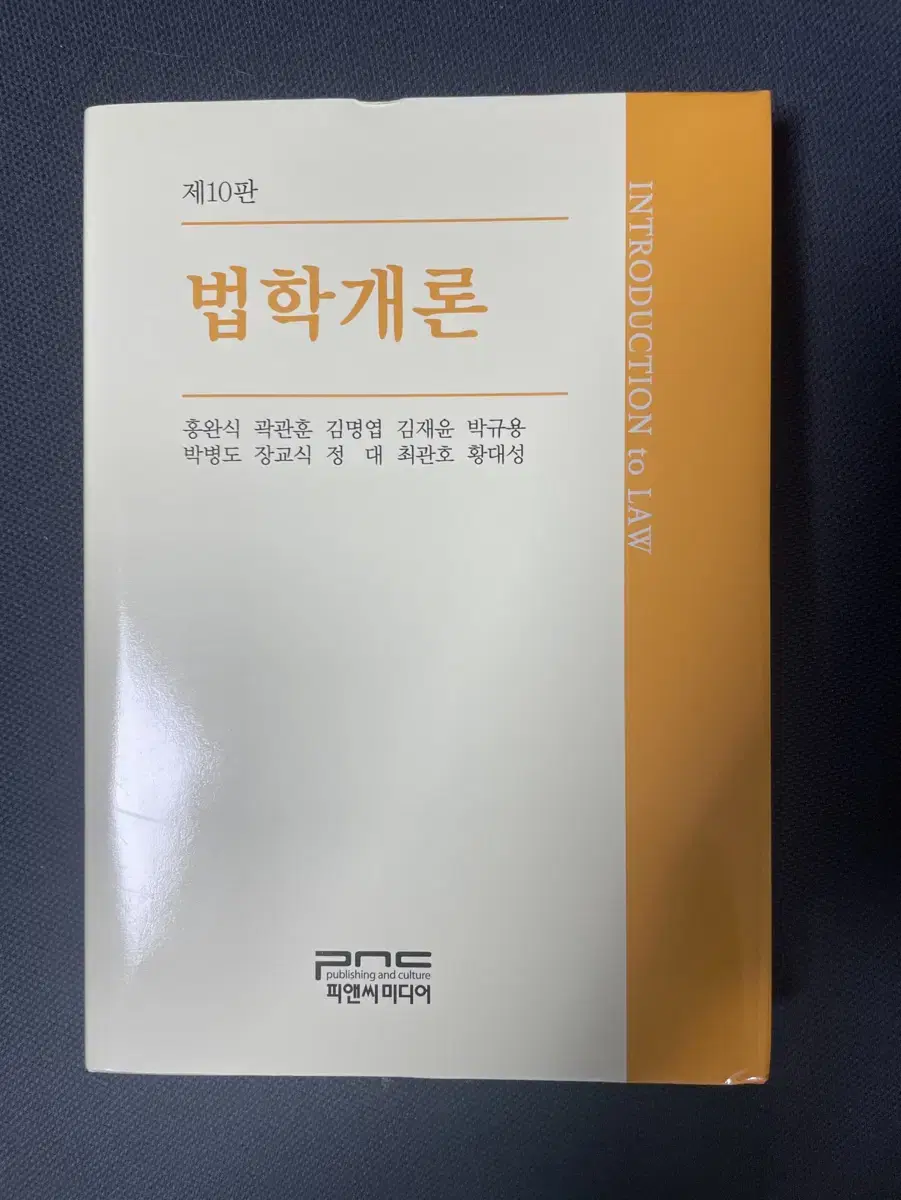 제10판
법학개론
홍완식 곽관훈 김명엽 김재윤 박규용
박병도 장교식 정 대 최관호 황대성
INTRODUCTION to LAW
pnc
publishing and culture
피앤씨미디어